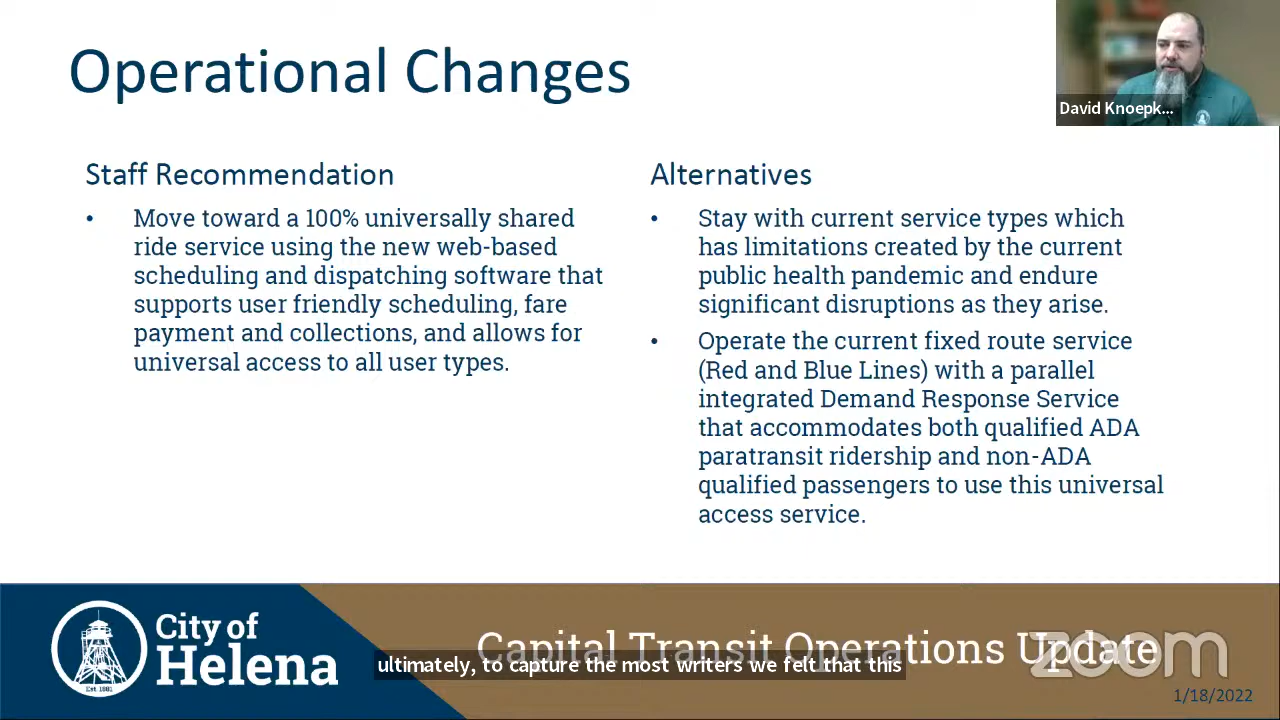 Operational Changes
David Knoepk...
Staff Recommendation
• Move toward a 100% universally shared
ride service using the new web-based
scheduling and dispatching software that
supports user friendly scheduling, fare
payment and collections, and allows for
universal access to all user types.
Alternatives
• Stay with current service types which
has limitations created by the current
public health pandemic and endure
significant disruptions as they arise.
• Operate the current fixed route service
(Red and Blue Lines) with a parallel
integrated Demand Response Service
that accommodates both qualified ADA
paratransit ridership and non-ADA
qualified passengers to use this universal
access service.
City of
Helena
Est 1881
Capital Transit Operations Update
zoom
ultimately, to capture the most writers we felt that this
1/18/2022